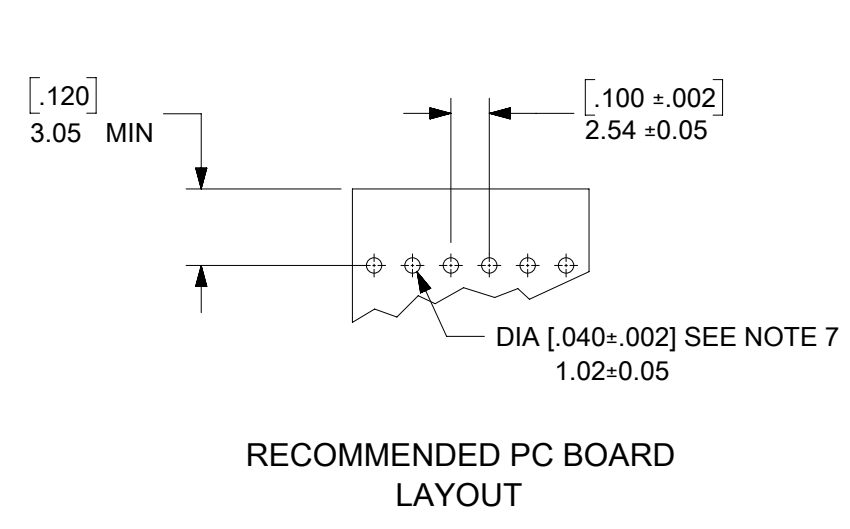 [.120]
3.05 MIN
[.100 ±.002]
2.54 ±0.05
DIA [.040±.002] SEE NOTE 7
1.02±0.05
RECOMMENDED PC BOARD
LAYOUT